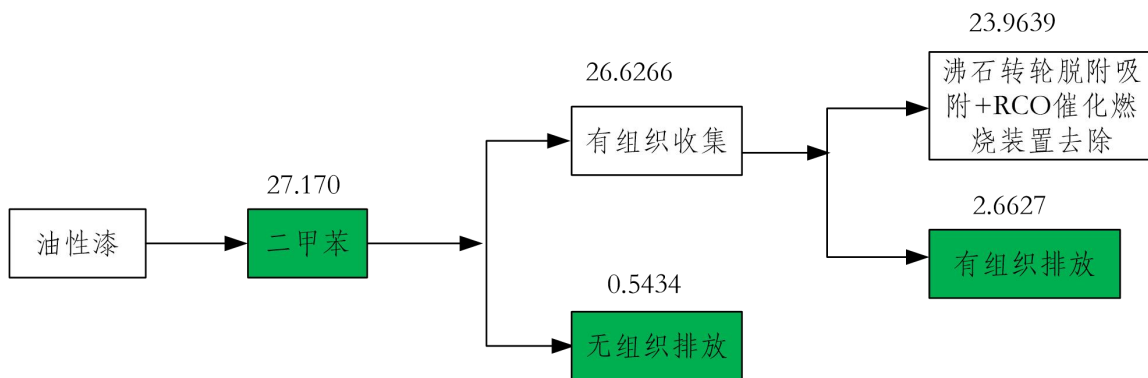 油性漆
27.170
二甲苯
26.6266
有组织收集
0.5434
无组织排放
23.9639
沸石转轮脱附吸
附+RCO催化燃
烧装置去除
2.6627
有组织排放